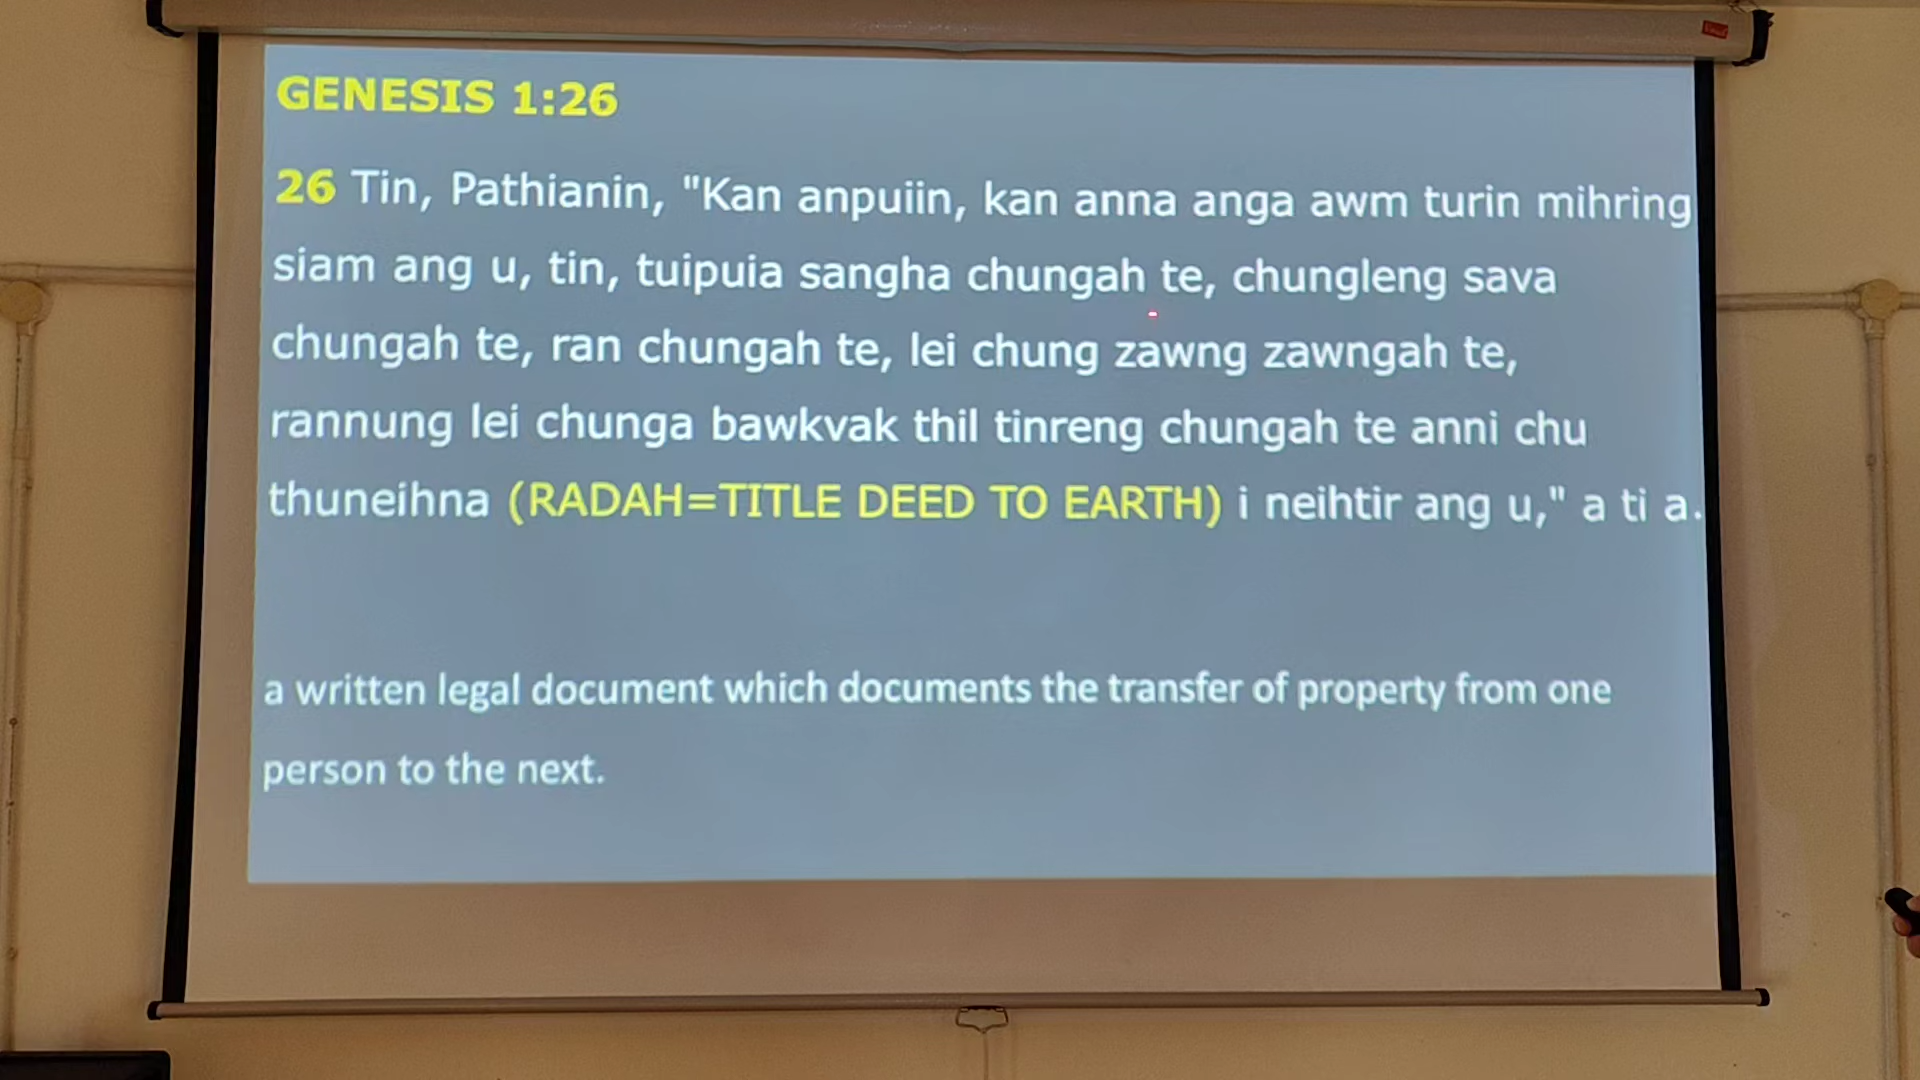 GENESIS 1:26
26 Tin, Pathianin, "Kan anpuiin, kan anna anga awm turin mihring
siam ang u, tin, tuipuia sangha chungah te, chungleng sava
chungah te, ran chungah te, lei chung zawng zawngah te,
rannung lei chunga bawkvak thil tinreng chungah te anni chu
thuneihna (RADAH=TITLE DEED TO EARTH) i neihtir ang u," a ti a.
a written legal document which documents the transfer of property from one
person to the next.